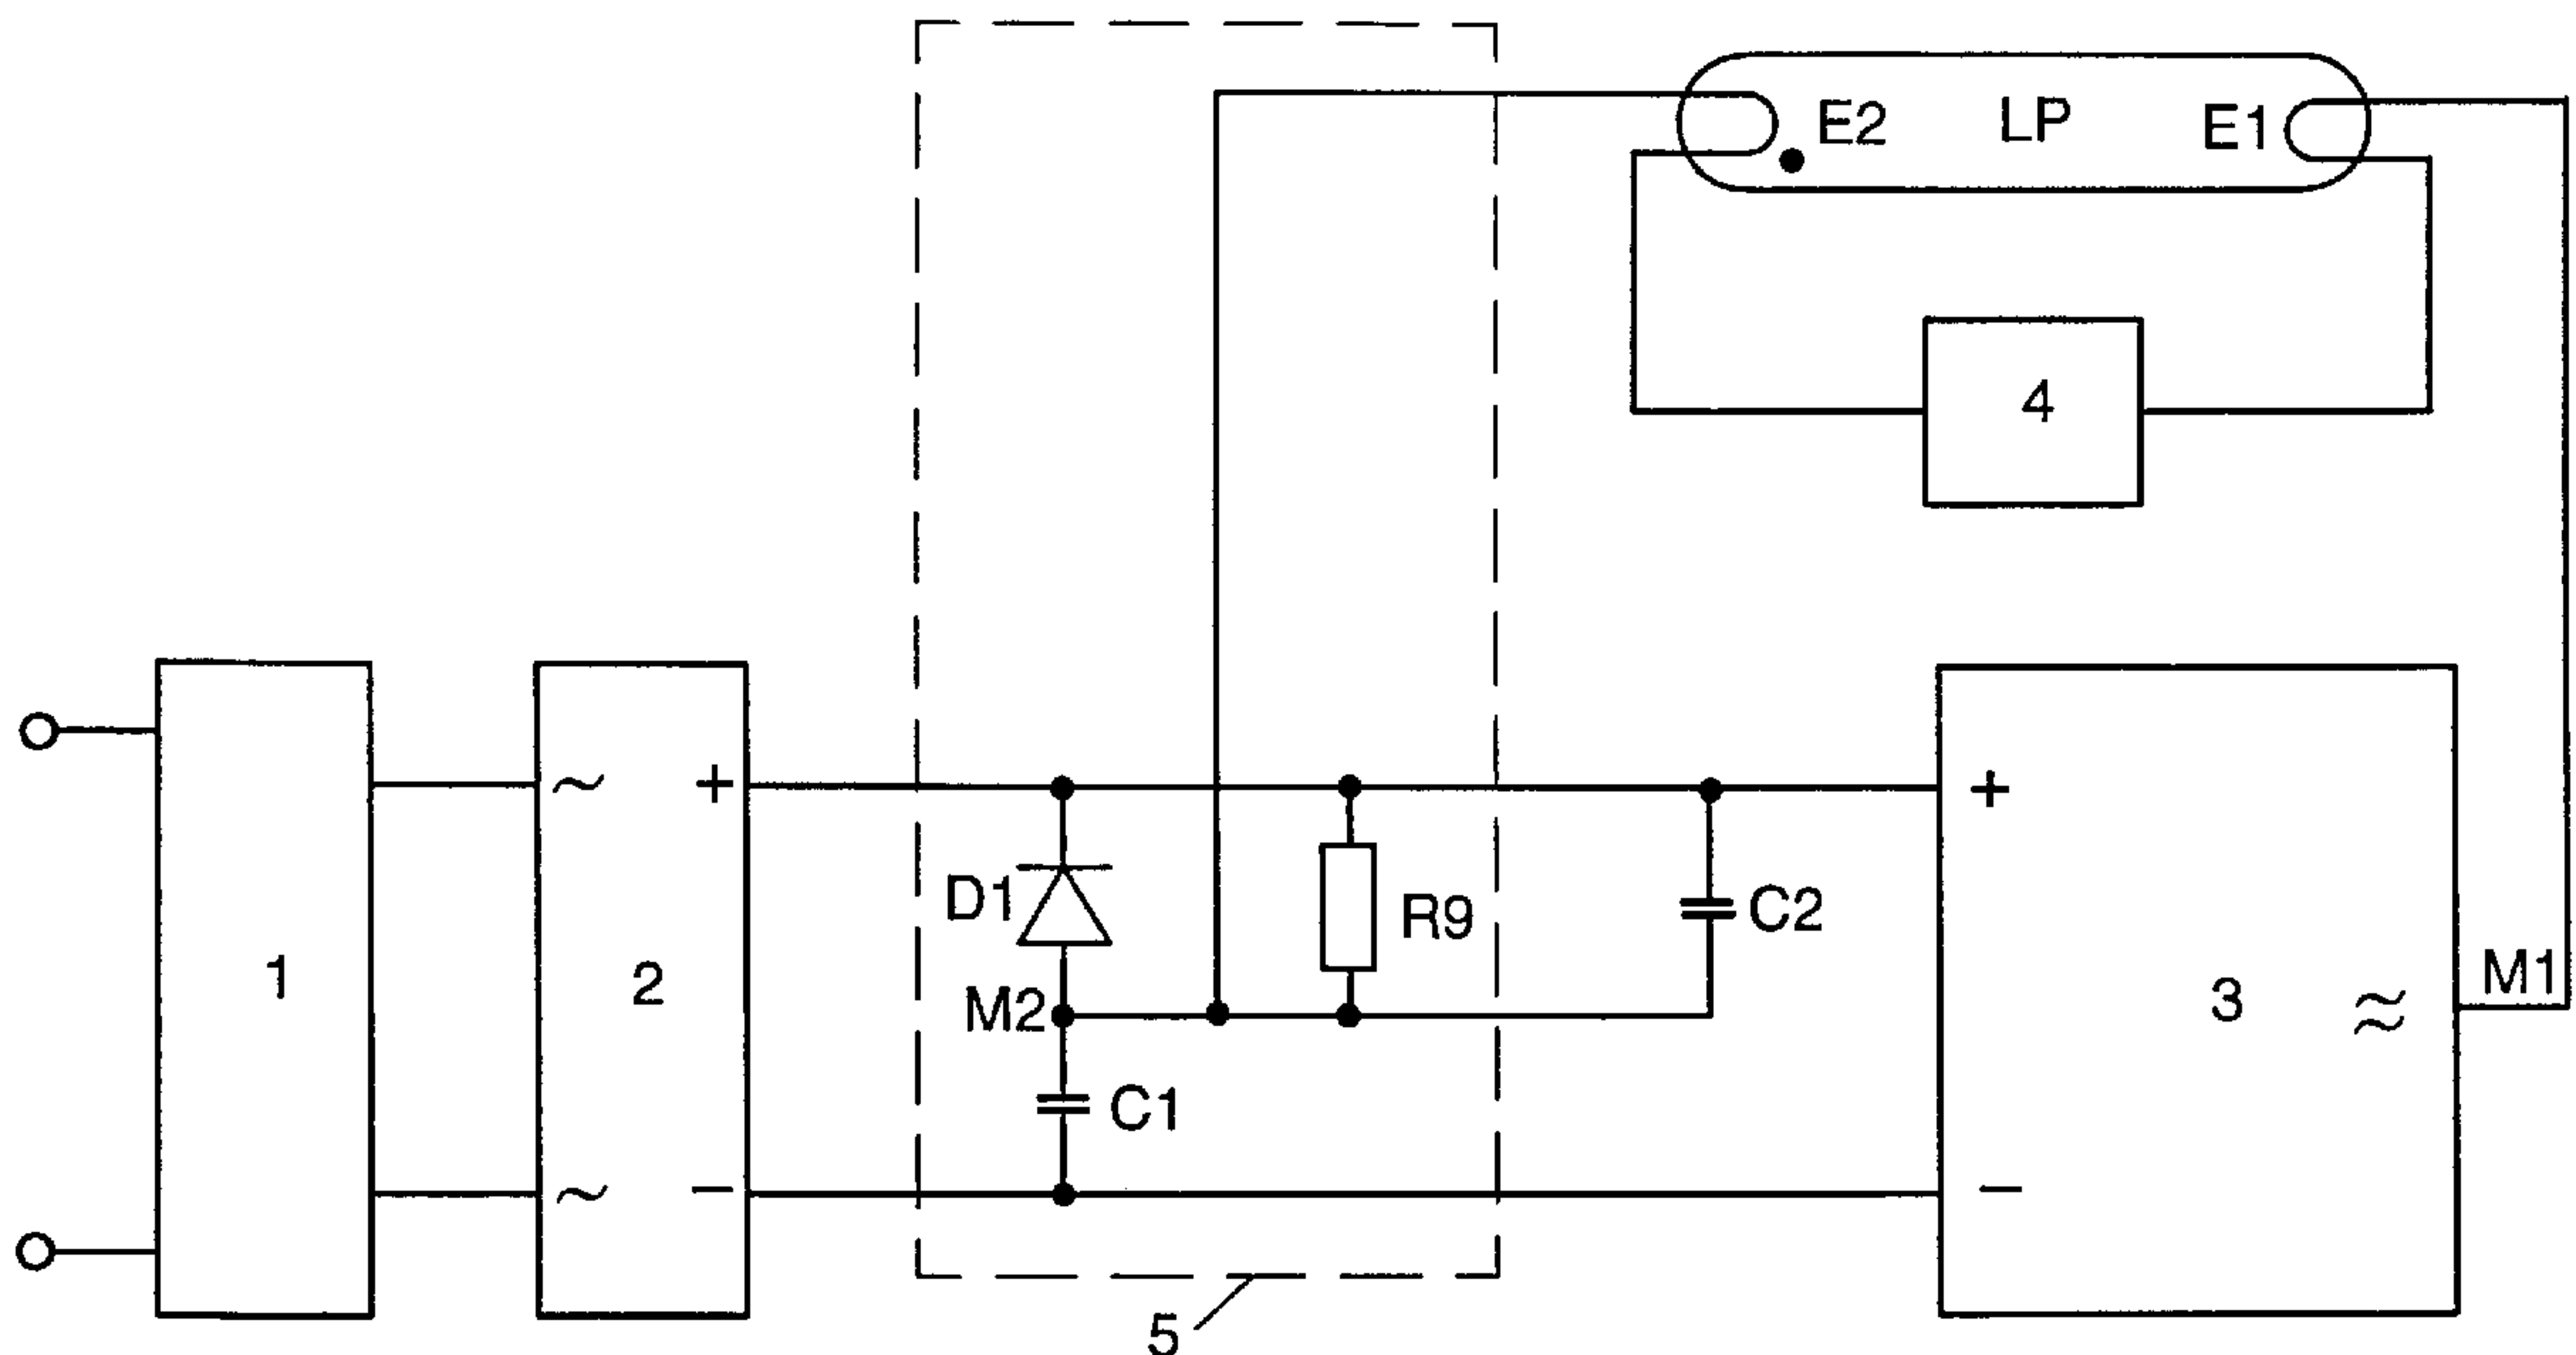 E2 LP E1
4
~ + +
D1 R9 C2
1 2 M2 3 ≈ M1
C1
~ − −
5